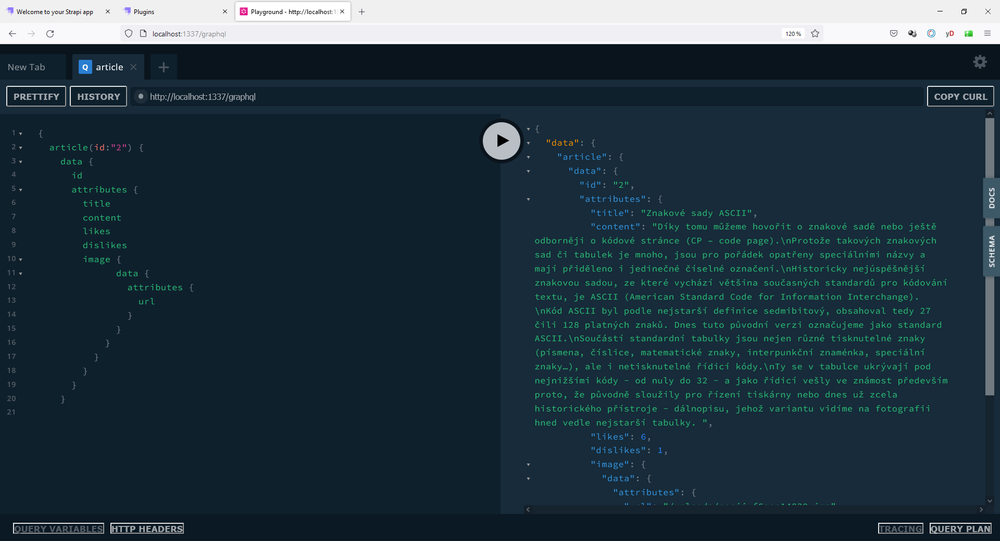 Welcome to your Strapi app
Plugins
Playground - http://localhost:1
localhost:1337/graphql
120 %
yD
New Tab
Q article
PRETTIFY
HISTORY
http://localhost:1337/graphql
COPY CURL
1 {
2 article(id:"2") {
3 data {
4 id
5 attributes {
6 title
7 content
8 likes
9 dislikes
10 image {
11 data {
12 attributes {
13 url
14 }
15 }
16 }
17 }
18 }
19 }
20 }
21
{
"data": {
"article": {
"data": {
"id": "2",
"attributes": {
"title": "Znakové sady ASCII",
"content": "Díky tomu můžeme hovořit o znakové sadě nebo ještě
odborněji o kódové stránce (CP – code page).\nProtože takových znakových
sad či tabulek je mnoho, jsou pro pořádek opatřeny speciálními názvy a
mají přiděleno i jedinečné číselné označení.\nHistoricky nejúspěšnější
znakovou sadou, ze které vychází většina současných standardů pro kódování
textu, je ASCII (American Standard Code for Information Interchange).
\nKód ASCII byl podle nejstarší definice sedmibitový, obsahoval tedy 27
čili 128 platných znaků. Dnes tuto původní verzi označujeme jako standard
ASCII.\nSoučástí standardní tabulky jsou nejen různé tisknutelné znaky
(písmena, číslice, matematické znaky, interpunkční znaménka, speciální
znaky…), ale i netisknutelné řídicí kódy.\nTy se v tabulce ukrývají pod
nejnižšími kódy – od nuly do 32 – a jako řídicí vešly ve známost především
proto, že původně sloužily pro řízení tiskárny nebo dnes už zcela
historického přístroje – dálnopisu, jehož variantu vidíme na fotografii
hned vedle nejstarší tabulky. ",
"likes": 6,
"dislikes": 1,
"image": {
"data": {
"attributes": {
DOCS
SCHEMA
QUERY VARIABLES
HTTP HEADERS
TRACING
QUERY PLAN